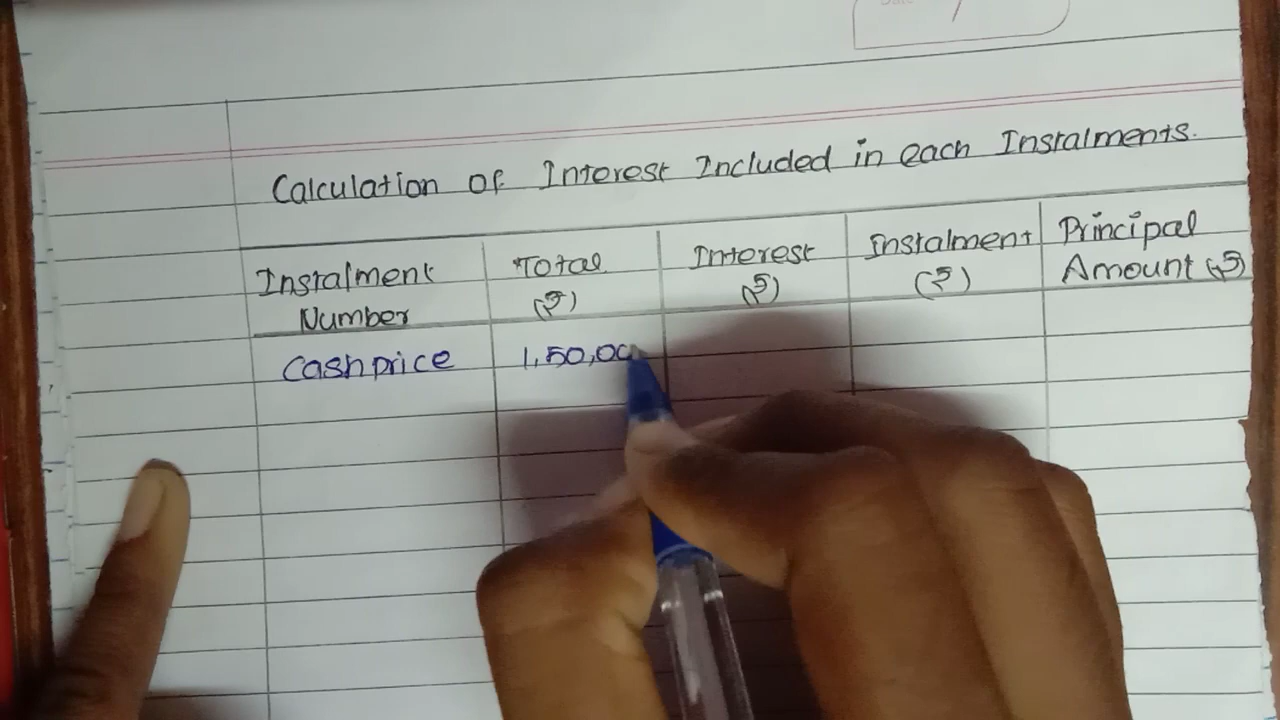 Calculation of Interest Included in each Instalments.
Instalment Number
Total (₹)
Interest (₹)
Instalment (₹)
Principal Amount (₹)
Cash price 1,50,00